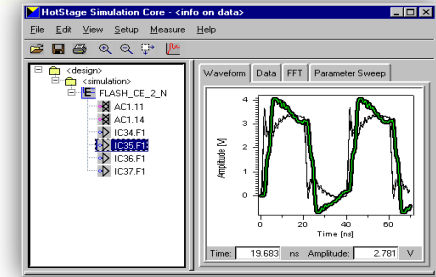 HotStage Simulation Core - <info on data>
File Edit View Setup Measure Help
<design>
<simulation>
FLASH_CE_2_N
AC1.11
AC1.14
IC34.F1
IC35.F1
IC36.F1
IC37.F1
Waveform Data FFT Parameter Sweep
Amplitude [V]
4
3
2
1
0
0 20 40 60
Time [ns]
Time: 19.683 ns Amplitude: 2.781 V